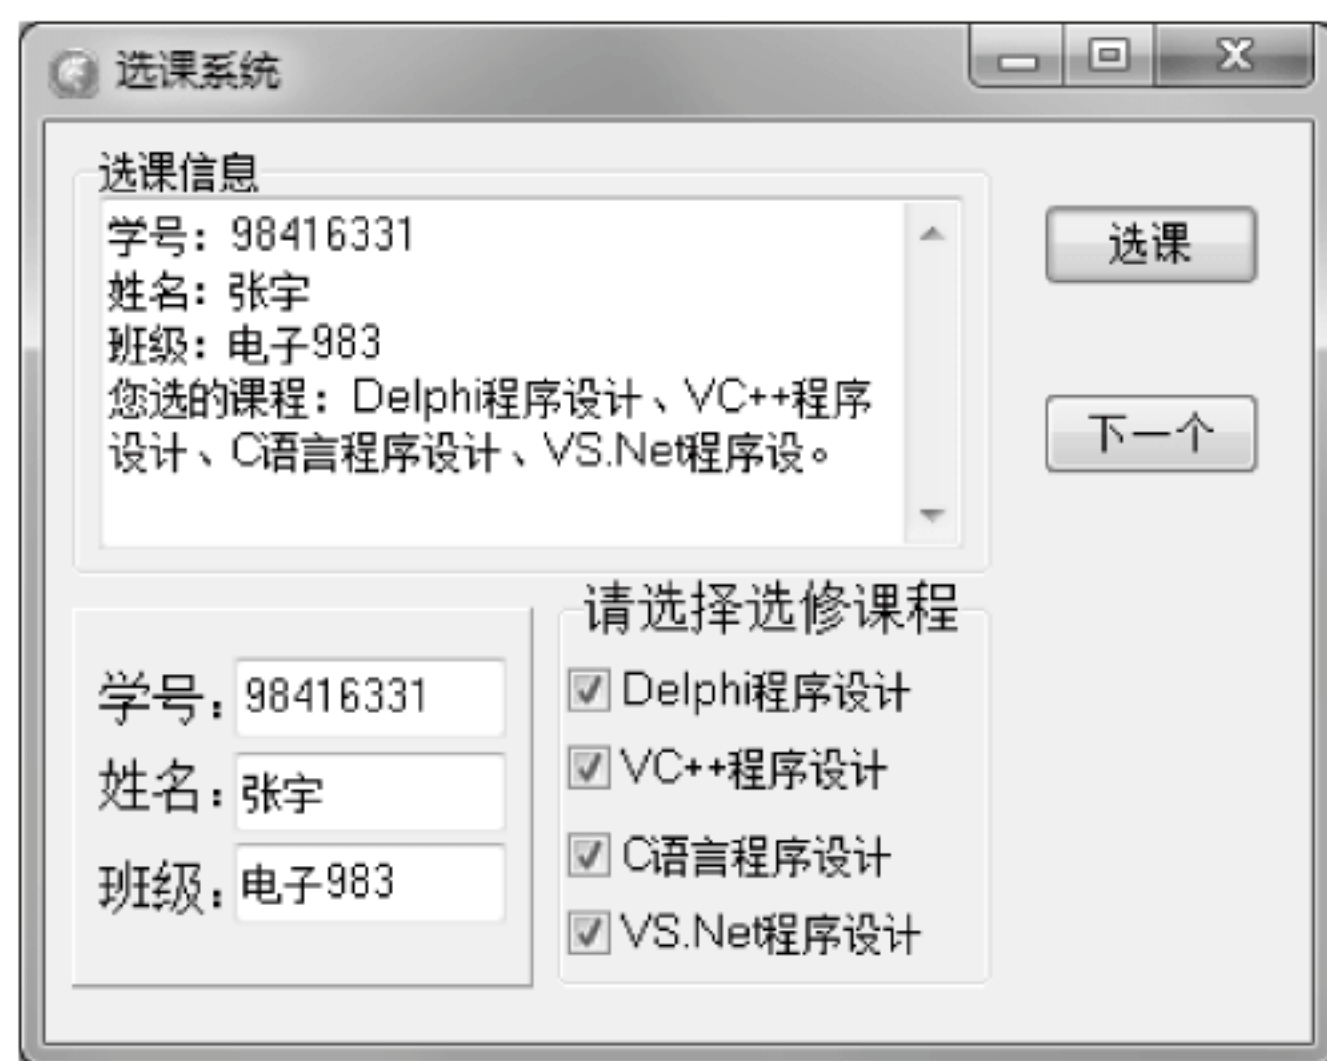 选课系统
选课信息
学号：98416331
姓名：张宇
班级：电子983
您选的课程：Delphi程序设计、VC++程序
设计、C语言程序设计、VS.Net程序设。
选课
下一个
学号：98416331
姓名：张宇
班级：电子983
请选择选修课程
Delphi程序设计
VC++程序设计
C语言程序设计
VS.Net程序设计